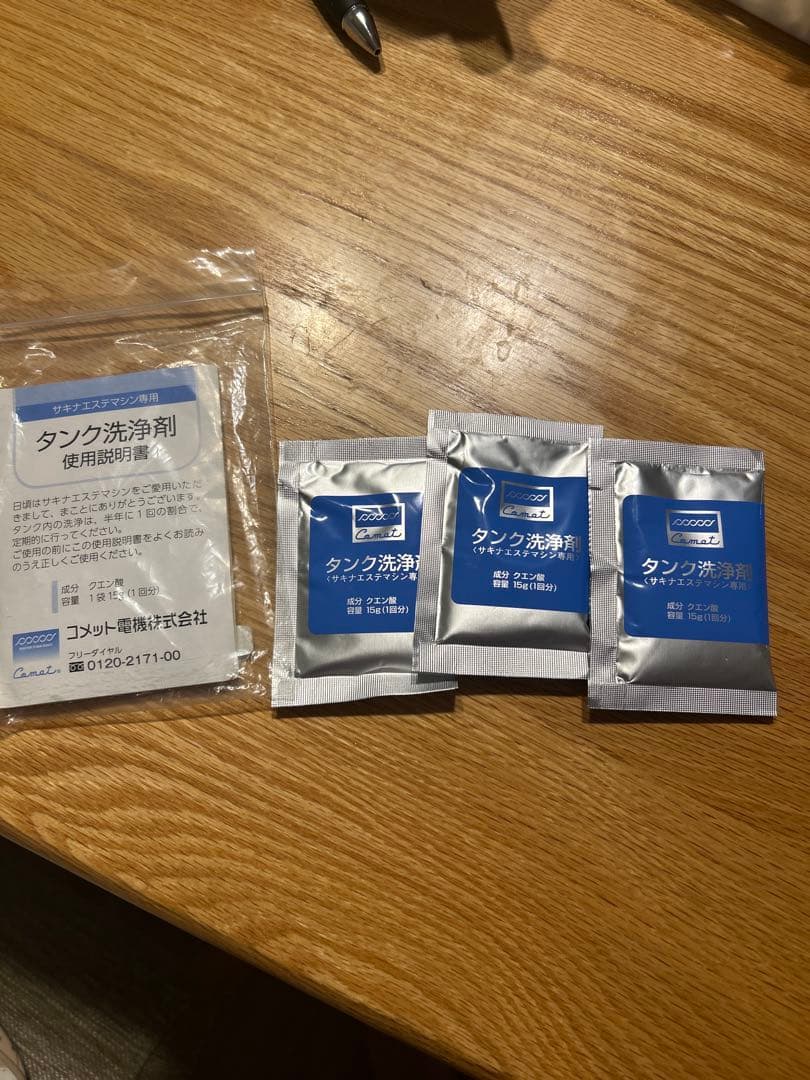 サキナエステマシン専用
タンク洗浄剤
使用説明書
日頃はサキナエステマシンをご愛用いただ
きまして、まことにありがとうございます。
タンク内の洗浄は、半年に1回の割合で、
定期的に行ってください。
ご使用の前にこの使用説明書をよくお読み
のうえ正しくご使用ください。
成分 クエン酸
容量 1袋15g(1回分)
コメット電機株式会社
Comet
フリーダイヤル
0120-2171-00
Comet
タンク洗浄剤
〈サキナエステマシン専
成分 クエン酸
容量 15g(1回分)
Comet
タンク洗浄剤
〈サキナエステマシン専用〉
成分 クエン酸
容量 15g(1回分)
Comet
タンク洗浄剤
〈サキナエステマシン専用〉
成分 クエン酸
容量 15g(1回分)